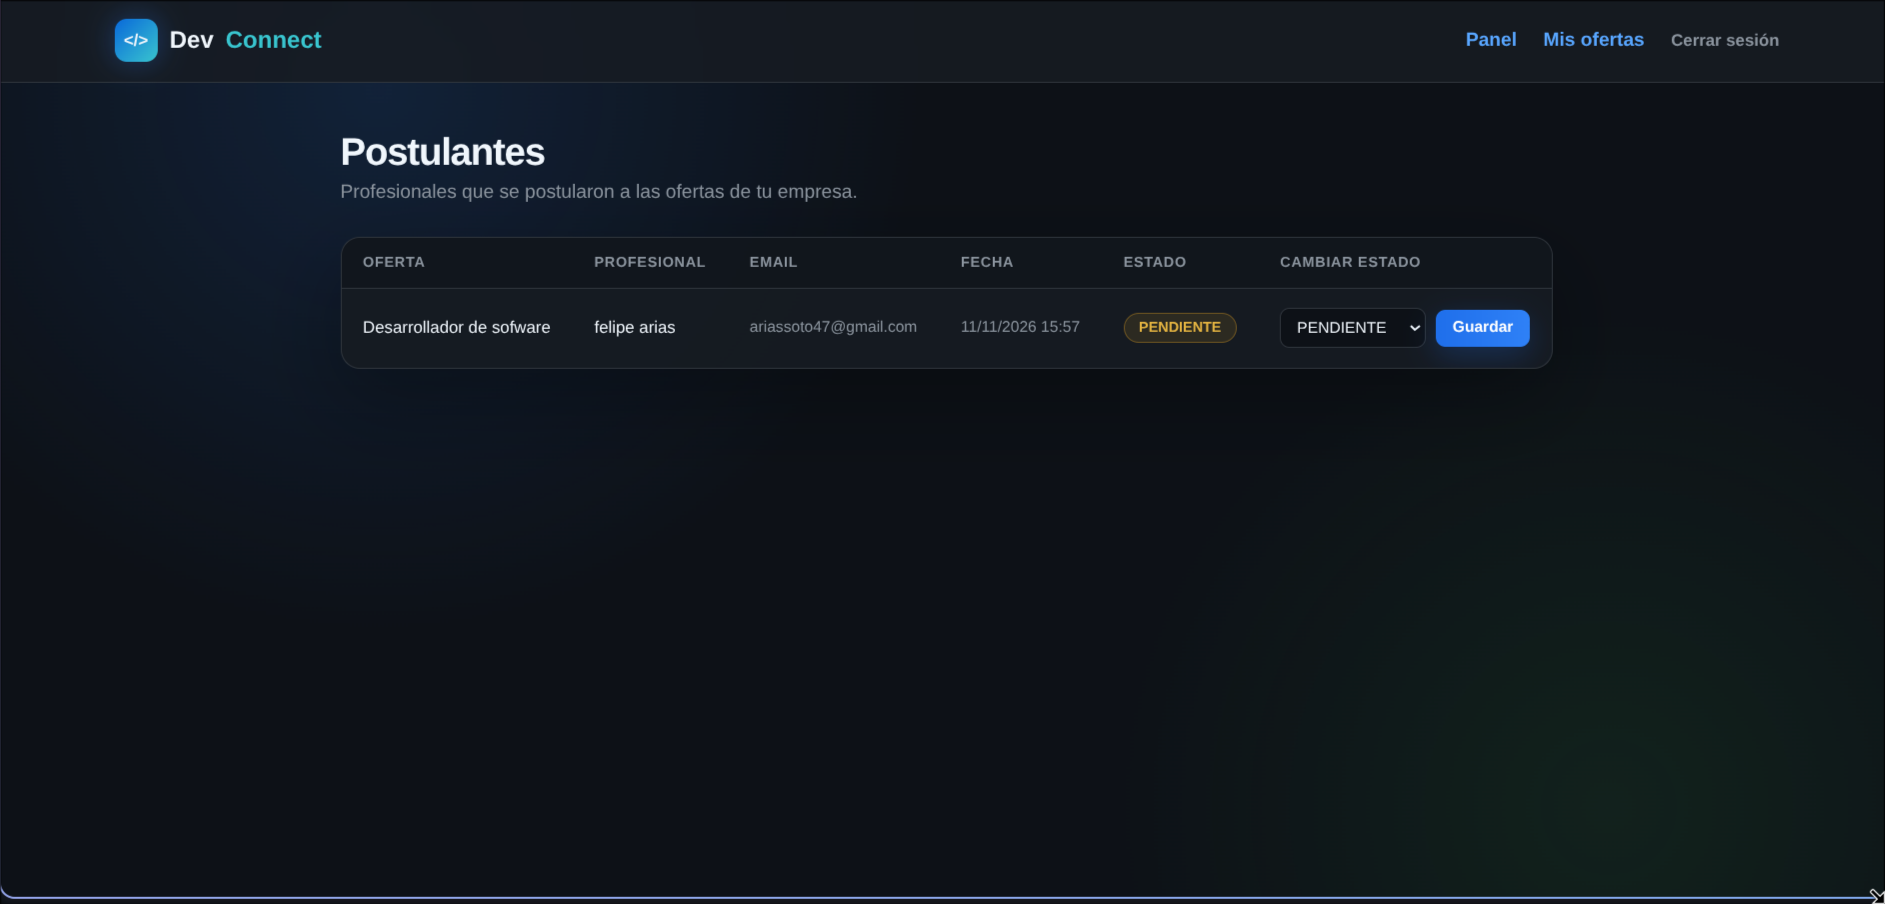 </> Dev Connect Panel Mis ofertas Cerrar sesión
Postulantes
Profesionales que se postularon a las ofertas de tu empresa.
OFERTA PROFESIONAL EMAIL FECHA ESTADO CAMBIAR ESTADO
Desarrollador de sofware felipe arias ariassoto47@gmail.com 11/11/2026 15:57 PENDIENTE PENDIENTE Guardar